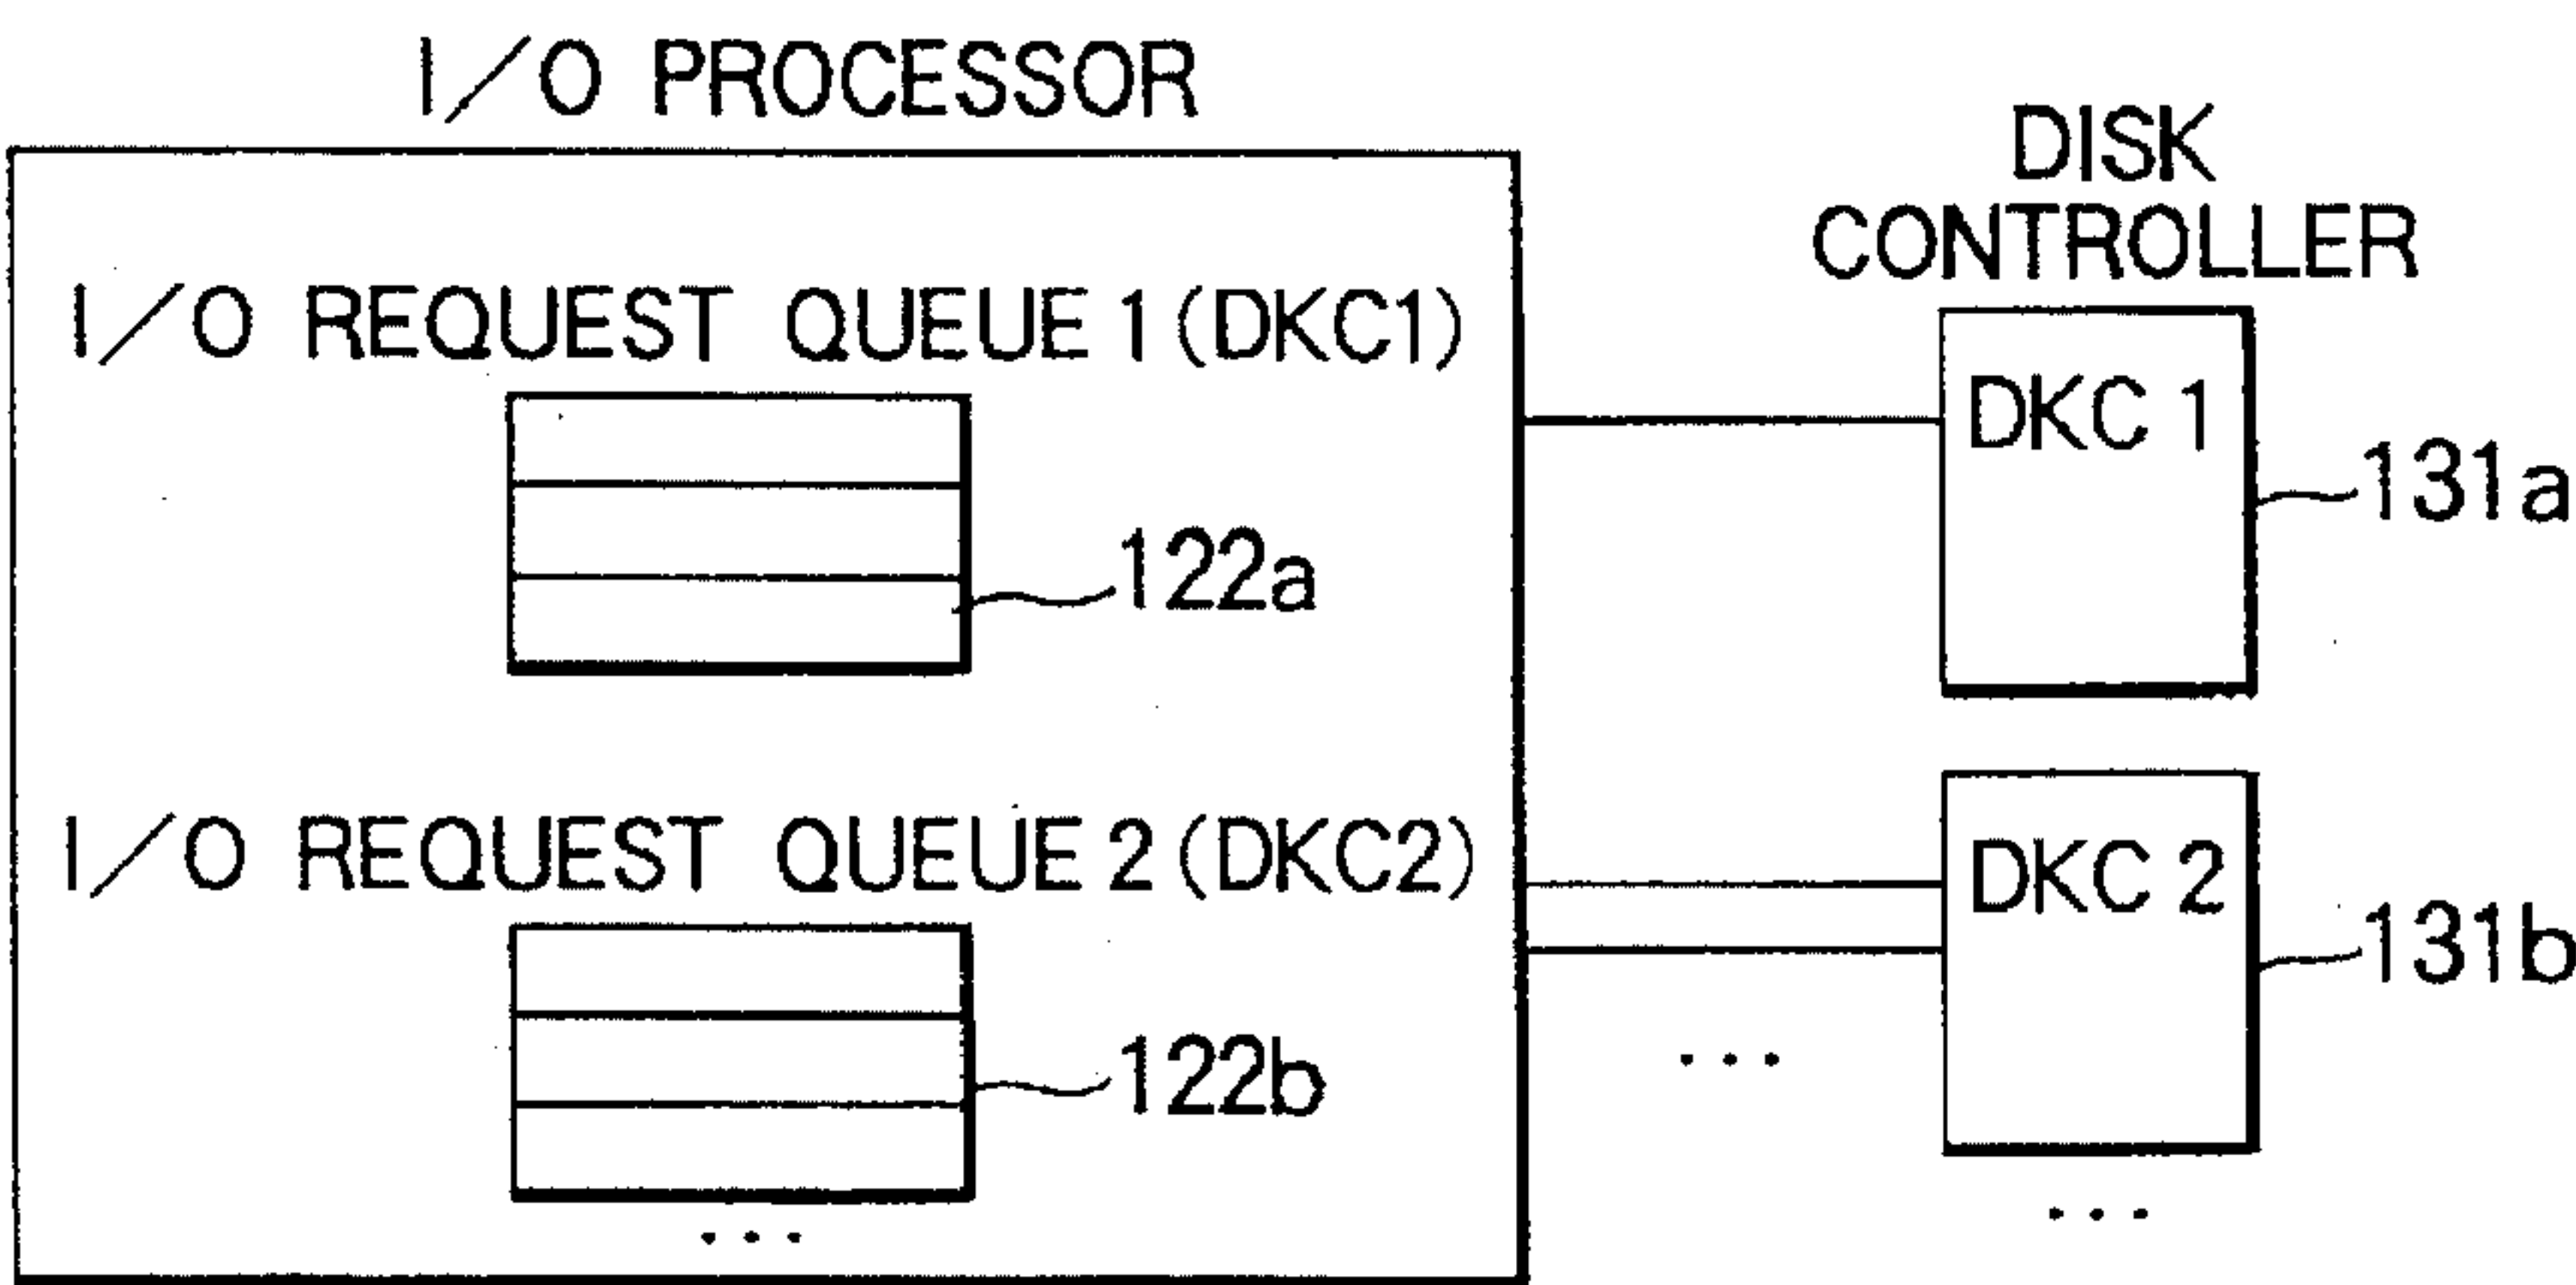 I/O PROCESSOR
DISK
CONTROLLER
I/O REQUEST QUEUE 1 (DKC1)
DKC 1
131a
122a
I/O REQUEST QUEUE 2 (DKC2)
DKC 2
131b
...
122b
...
...